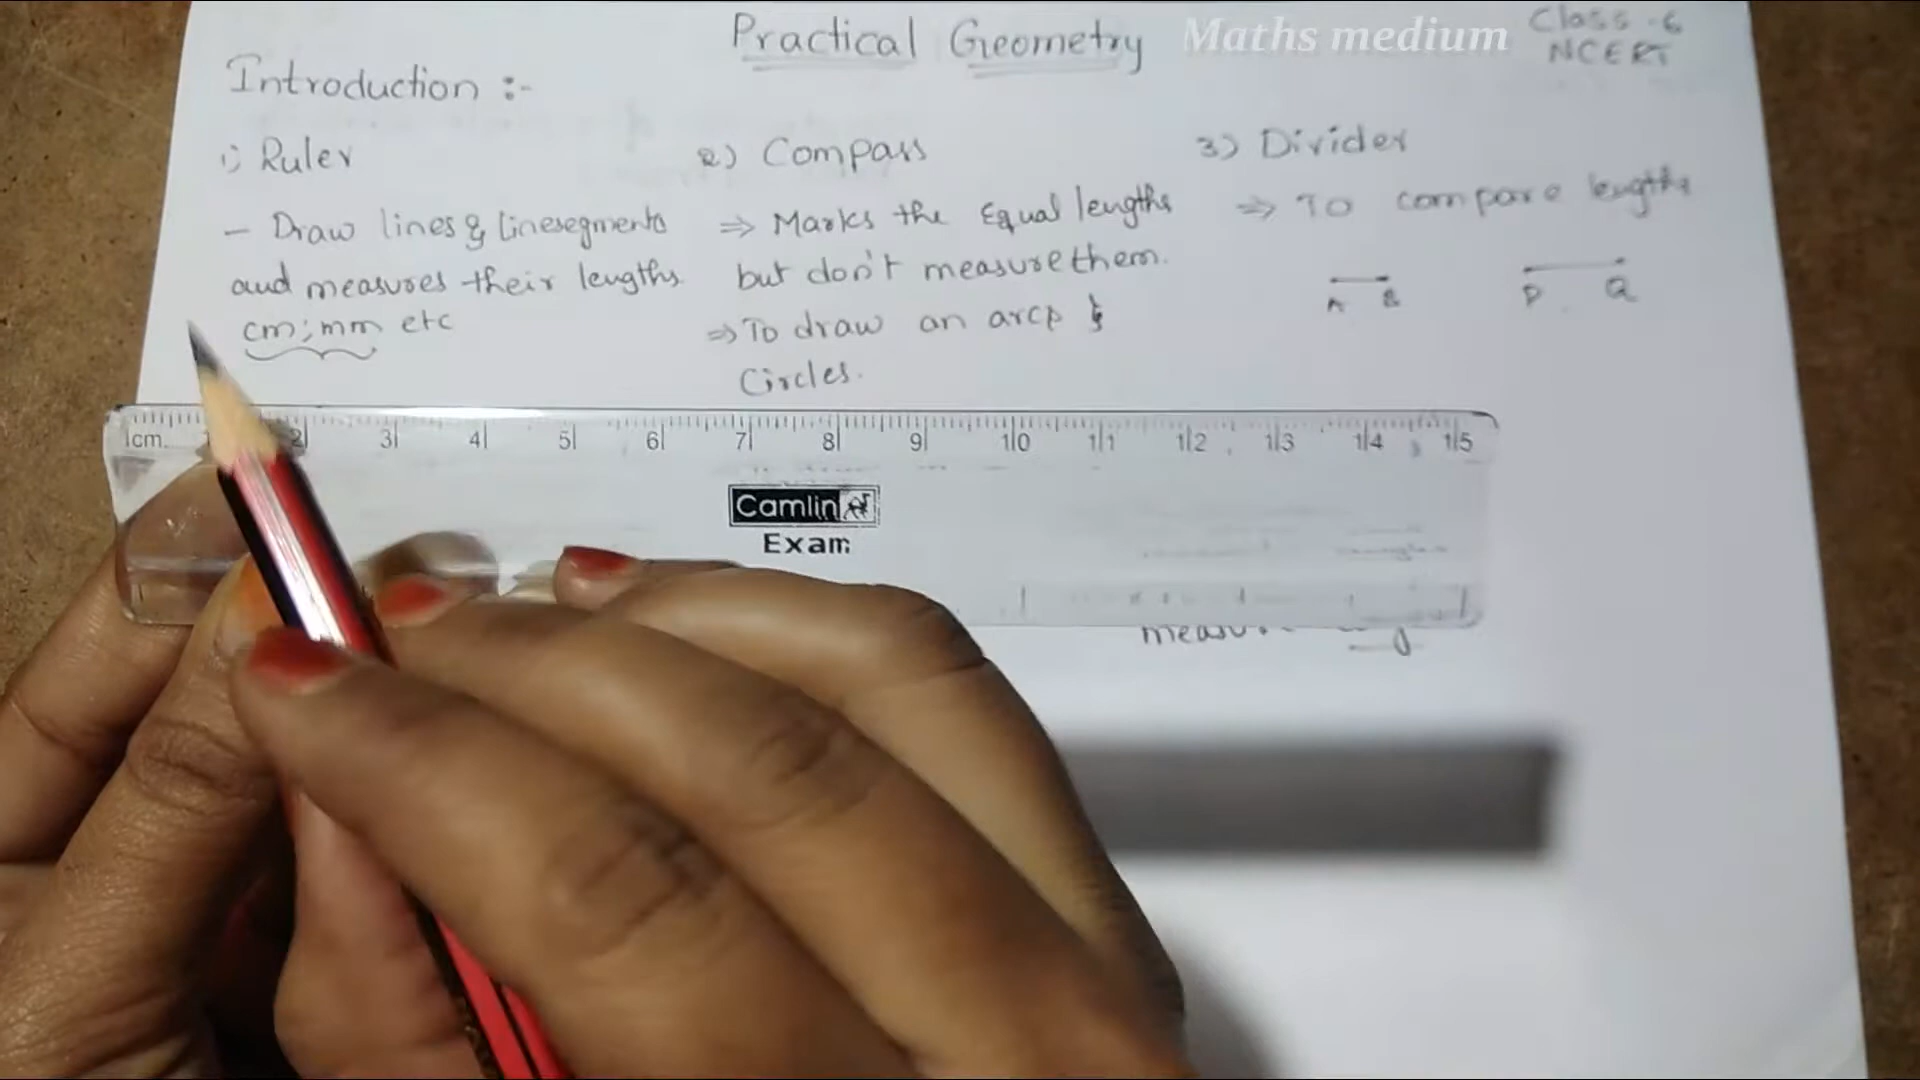 Practical Geometry
Maths medium
Class-6
NCERT
Introduction :-
1) Ruler
- Draw lines & linesegments
and measures their lengths
cm; mm etc
2) Compass
⇒ Marks the Equal lengths
but don't measure them.
⇒ To draw an arcs &
Circles.
3) Divider
⇒ To compare lengths
A B P Q
cm. 2 3 4 5 6 7 8 9 10 11 12 13 14 15
Camlin
Exam